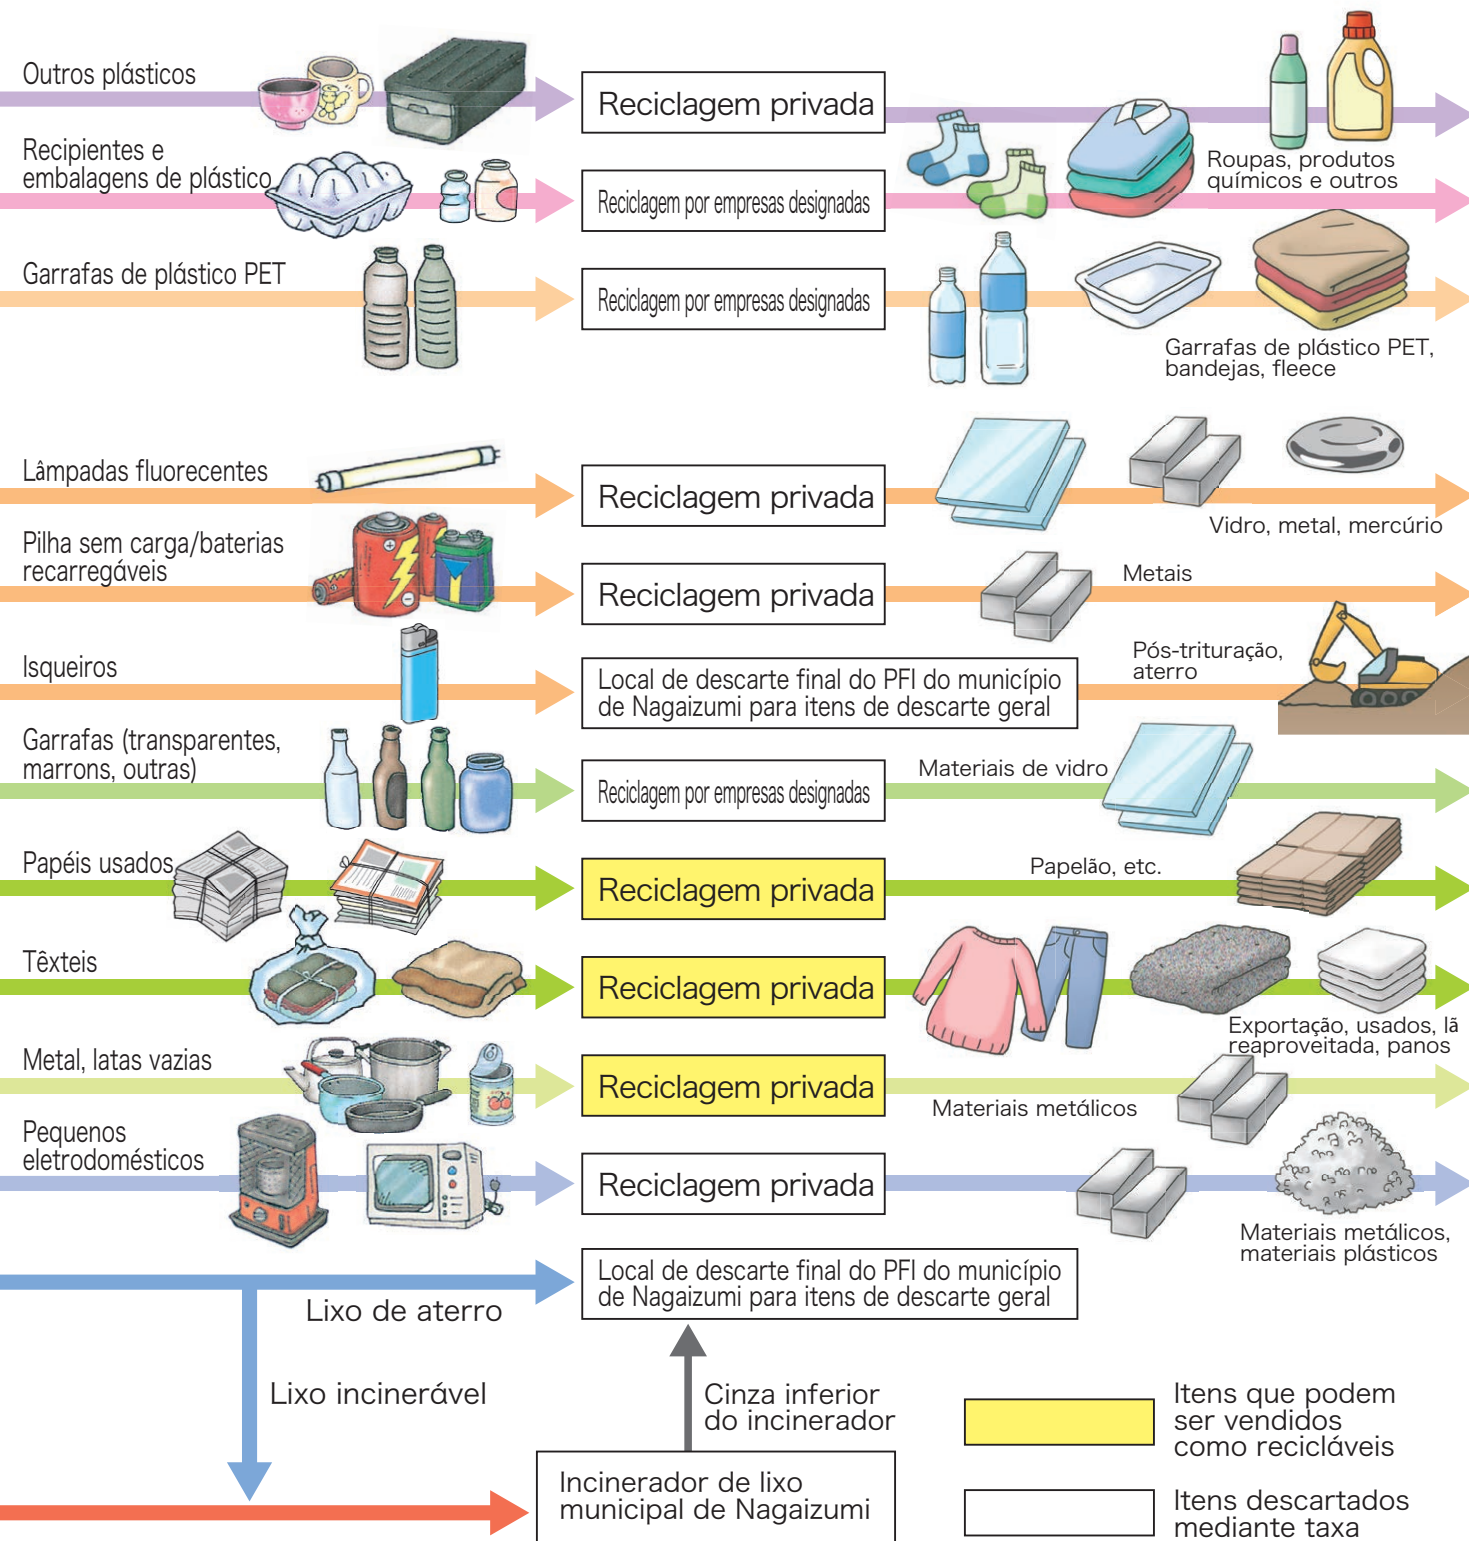 Outros plásticos
Reciclagem privada
Recipientes e
embalagens de plástico
Reciclagem por empresas designadas
Roupas, produtos
químicos e outros
Garrafas de plástico PET
Reciclagem por empresas designadas
Garrafas de plástico PET,
bandejas, fleece
Lâmpadas fluorecentes
Reciclagem privada
Vidro, metal, mercúrio
Pilha sem carga/baterias
recarregáveis
Reciclagem privada
Metais
Isqueiros
Local de descarte final do PFI do município
de Nagaizumi para itens de descarte geral
Pós-trituração,
aterro
Garrafas (transparentes,
marrons, outras)
Reciclagem por empresas designadas
Materiais de vidro
Papéis usados
Reciclagem privada
Papelão, etc.
Têxteis
Reciclagem privada
Exportação, usados, lã
reaproveitada, panos
Metal, latas vazias
Reciclagem privada
Materiais metálicos
Pequenos
eletrodomésticos
Reciclagem privada
Materiais metálicos,
materiais plásticos
Lixo de aterro
Local de descarte final do PFI do município
de Nagaizumi para itens de descarte geral
Lixo incinerável
Cinza inferior
do incinerador
Incinerador de lixo
municipal de Nagaizumi
Itens que podem
ser vendidos
como recicláveis
Itens descartados
mediante taxa